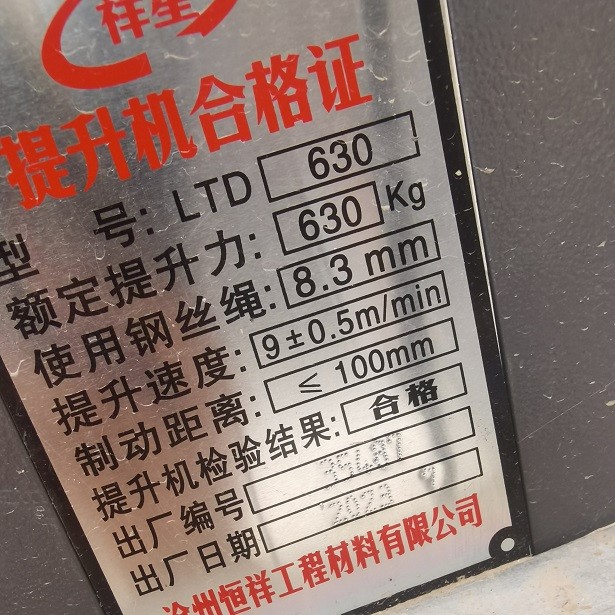 祥星
提升机合格证
型 号: LTD 630
额定提升力: 630 Kg
使用钢丝绳: 8.3 mm
提升速度: 9±0.5m/min
制动距离: ≤ 100mm
提升机检验结果: 合格
出厂编号
出厂日期 2023 9
沧州恒祥工程材料有限公司